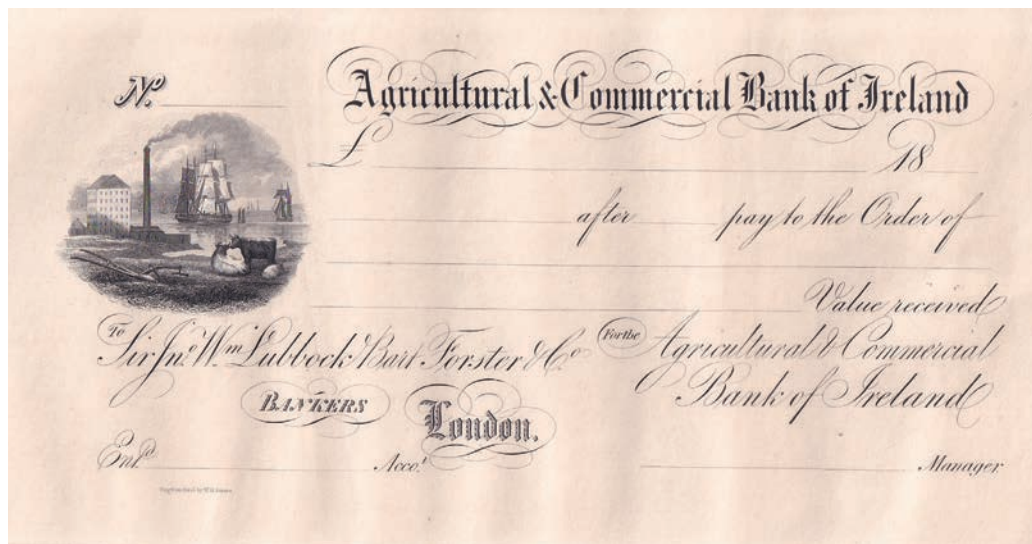 No.
Agricultural & Commercial Bank of Ireland
£ 18
after pay to the Order of
Value received
To Sir Jno. Wm. Lubbock Bart Forster & Co.
For the Agricultural & Commercial
Bank of Ireland
BANKERS
London.
Entd. Acco.t
Manager.